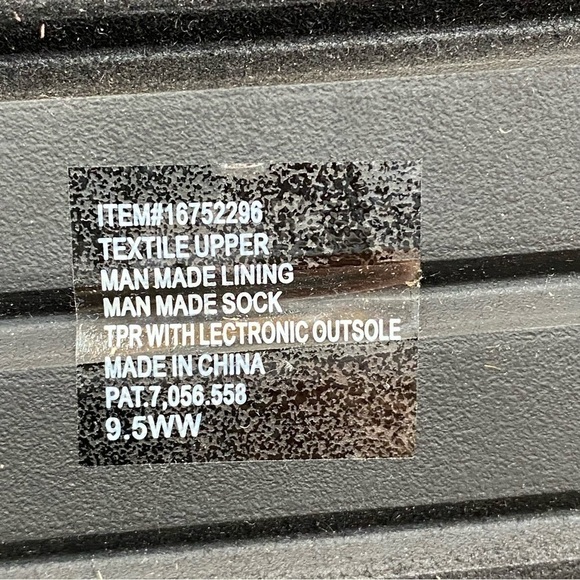 ITEM#16752296
TEXTILE UPPER
MAN MADE LINING
MAN MADE SOCK
TPR WITH LECTRONIC OUTSOLE
MADE IN CHINA
PAT.7,056.558
9.5WW